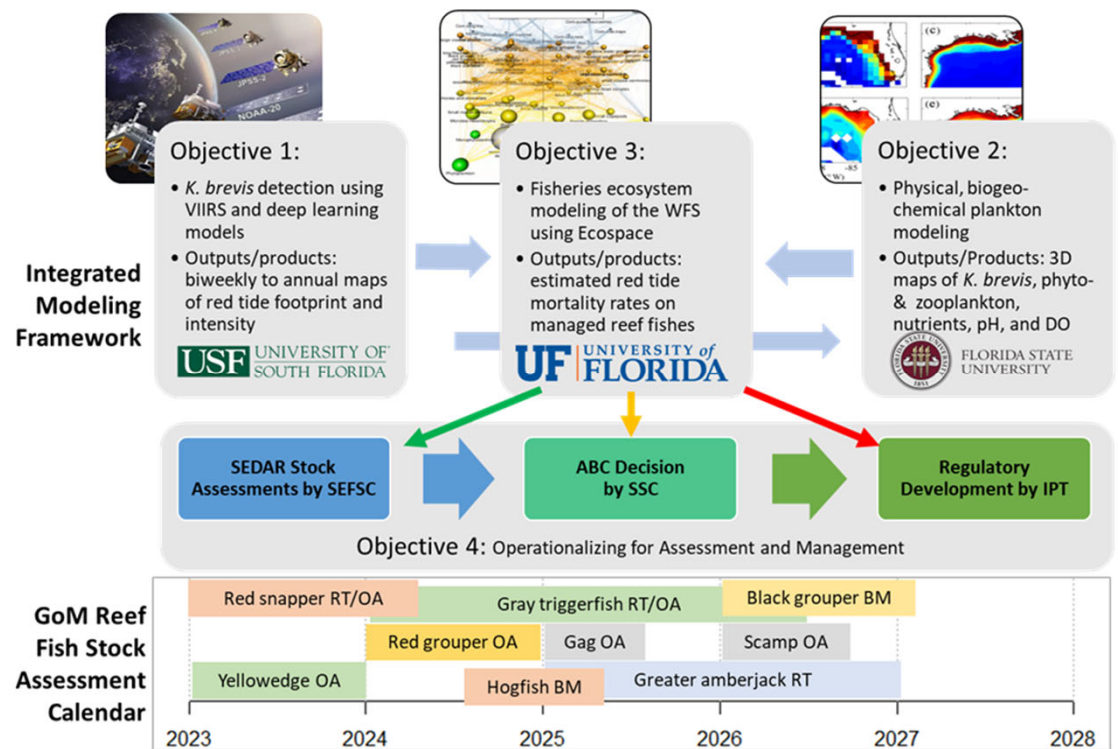 JPSS-2
NOAA-20
(c)
(e)
-85
°W)
Integrated
Modeling
Framework
Objective 1:
• K. brevis detection using
VIIRS and deep learning
models
• Outputs/products:
biweekly to annual maps
of red tide footprint and
intensity
USF UNIVERSITY OF
SOUTH FLORIDA
Objective 3:
• Fisheries ecosystem
modeling of the WFS
using Ecospace
• Outputs/products:
estimated red tide
mortality rates on
managed reef fishes
UF UNIVERSITY of
FLORIDA
Objective 2:
• Physical, biogeo-
chemical plankton
modeling
• Outputs/Products: 3D
maps of K. brevis, phyto-
& zooplankton,
nutrients, pH, and DO
FLORIDA STATE
UNIVERSITY
1851
SEDAR Stock
Assessments by SEFSC
ABC Decision
by SSC
Regulatory
Development by IPT
Objective 4: Operationalizing for Assessment and Management
GoM Reef
Fish Stock
Assessment
Calendar
Red snapper RT/OA
Gray triggerfish RT/OA
Black grouper BM
Red grouper OA
Gag OA
Scamp OA
Yellowedge OA
Hogfish BM
Greater amberjack RT
2023
2024
2025
2026
2027
2028